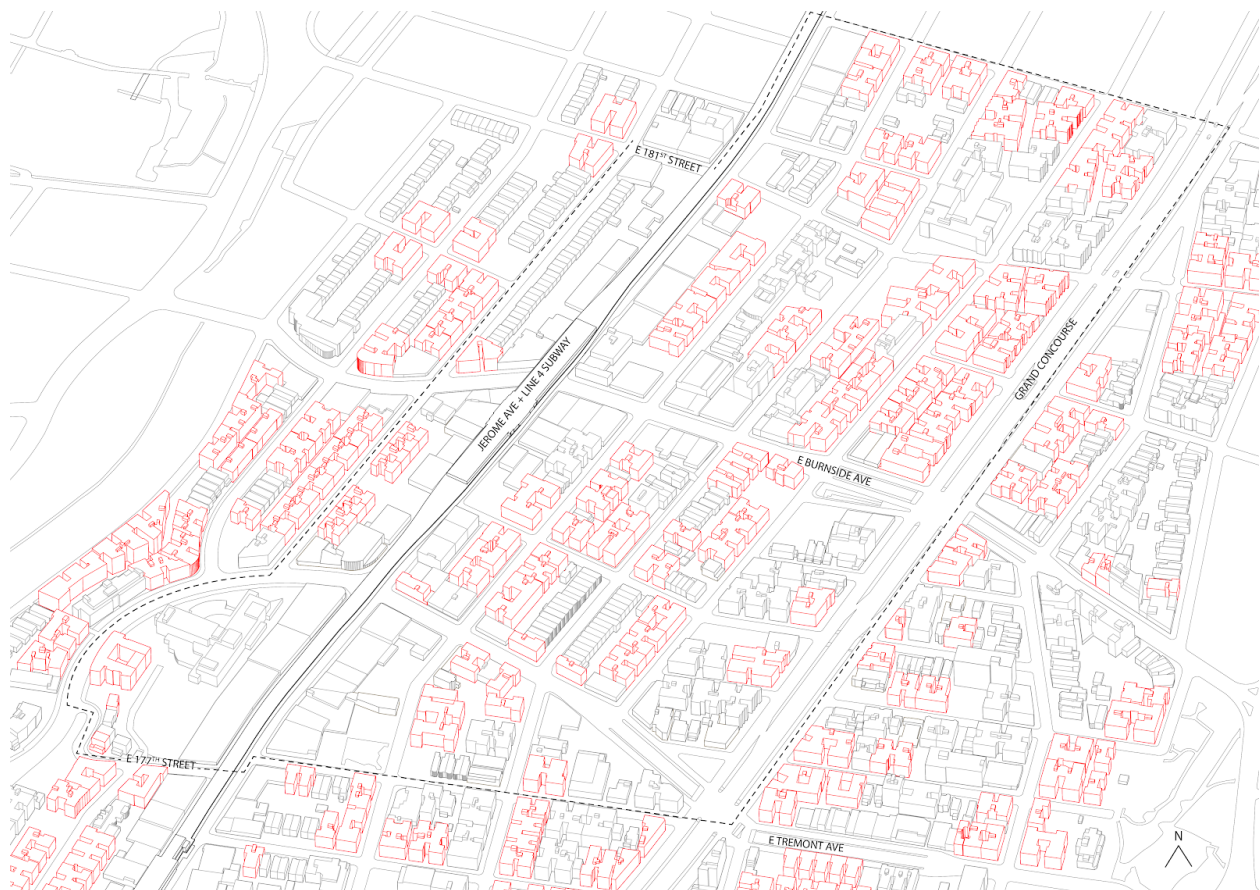 E 181ST STREET
JEROME AVE + LINE 4 SUBWAY
GRAND CONCOURSE
E BURNSIDE AVE
E 177TH STREET
E TREMONT AVE
N